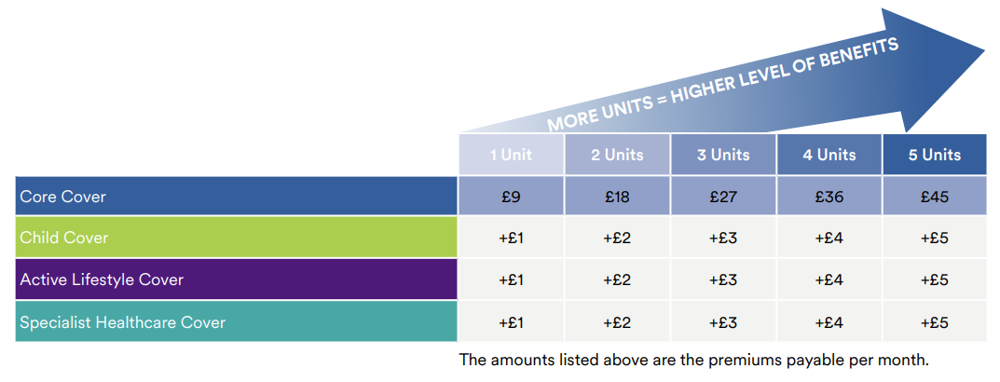 MORE UNITS = HIGHER LEVEL OF BENEFITS
1 Unit 2 Units 3 Units 4 Units 5 Units
Core Cover £9 £18 £27 £36 £45
Child Cover +£1 +£2 +£3 +£4 +£5
Active Lifestyle Cover +£1 +£2 +£3 +£4 +£5
Specialist Healthcare Cover +£1 +£2 +£3 +£4 +£5
The amounts listed above are the premiums payable per month.